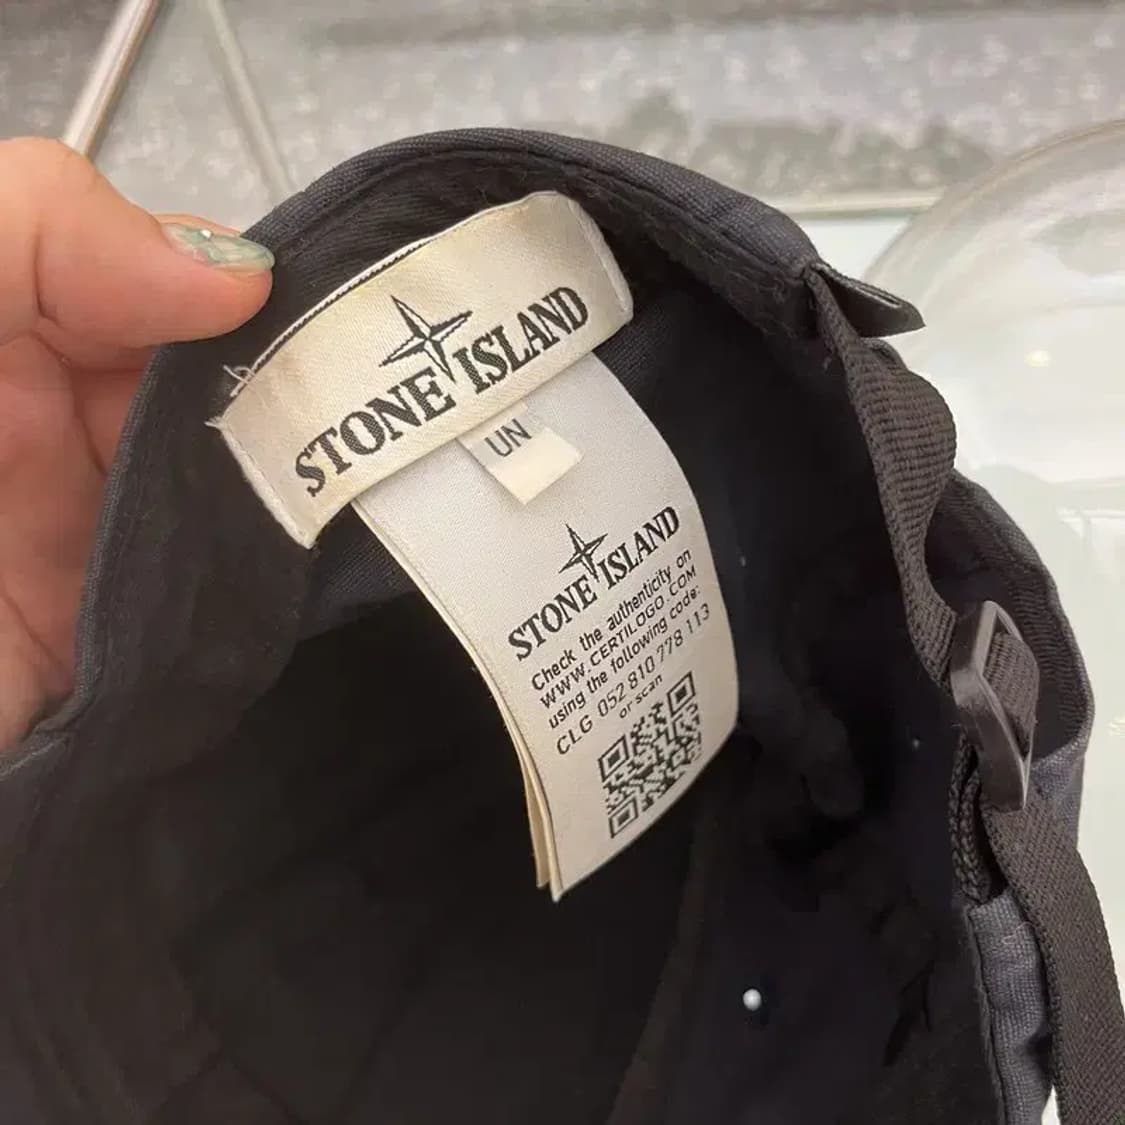 STONE ISLAND
UN
STONE ISLAND
Check the authenticity on
WWW.CERTILOGO.COM
using the following code:
CLG 052 810 778 113
or scan